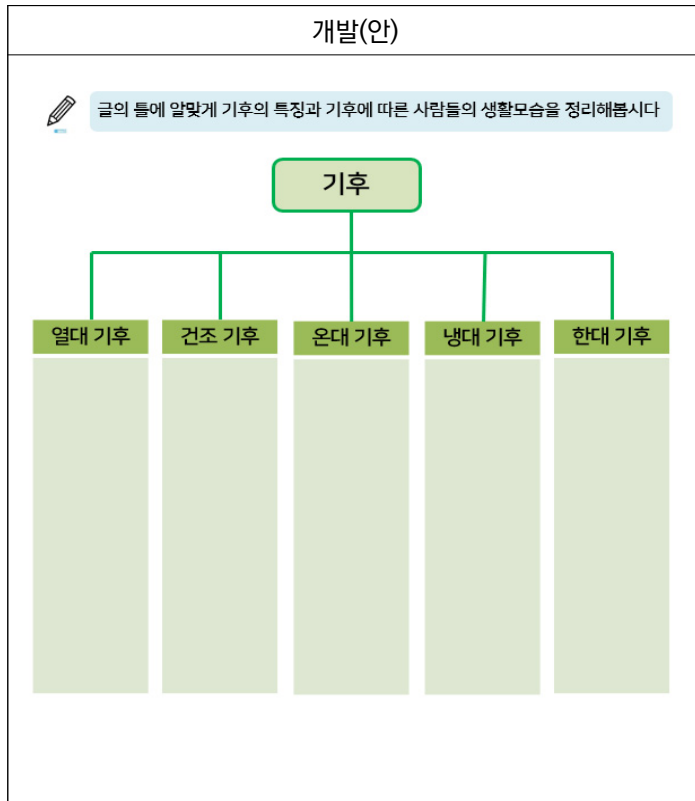 개발(안)
글의 틀에 알맞게 기후의 특징과 기후에 따른 사람들의 생활모습을 정리해봅시다
기후
열대 기후
건조 기후
온대 기후
냉대 기후
한대 기후